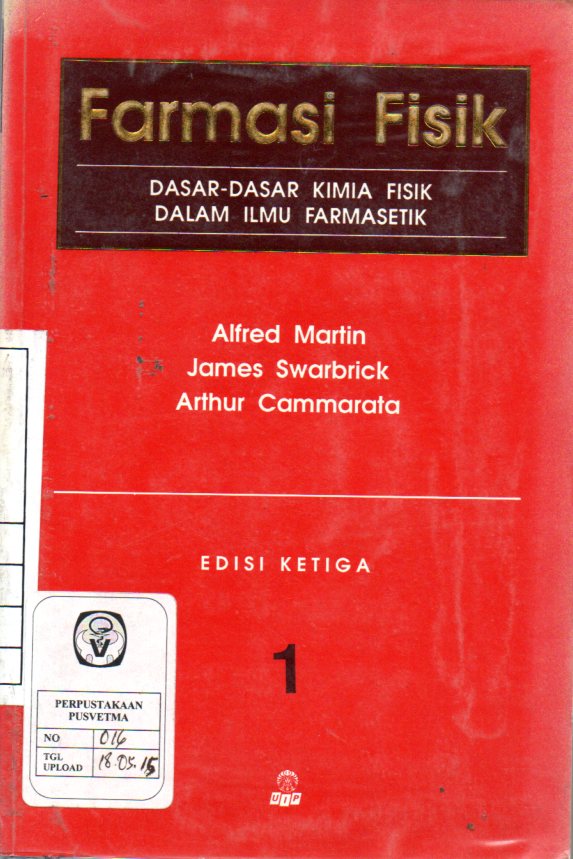 Farmasi Fisik
DASAR-DASAR KIMIA FISIK
DALAM ILMU FARMASETIK
Alfred Martin
James Swarbrick
Arthur Cammarata
EDISI KETIGA
1
PERPUSTAKAAN
PUSVETMA
NO 016
TGL UPLOAD 18.05.15
UIP